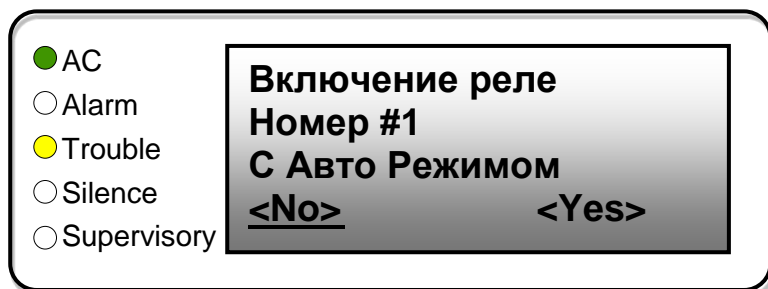 AC
Alarm
Trouble
Silence
Supervisory
Включение реле
Номер #1
С Авто Режимом
<No> <Yes>